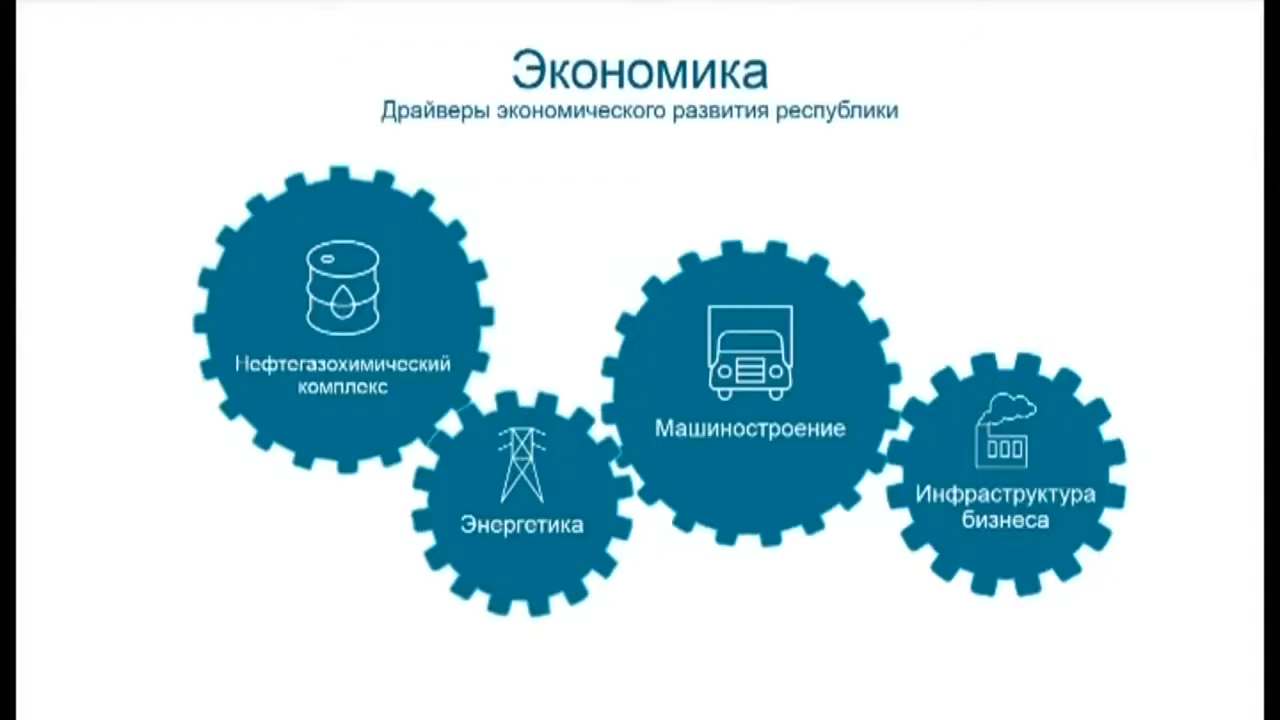 Экономика
Драйверы экономического развития республики
Нефтегазохимический
комплекс
Энергетика
Машиностроение
Инфраструктура
бизнеса